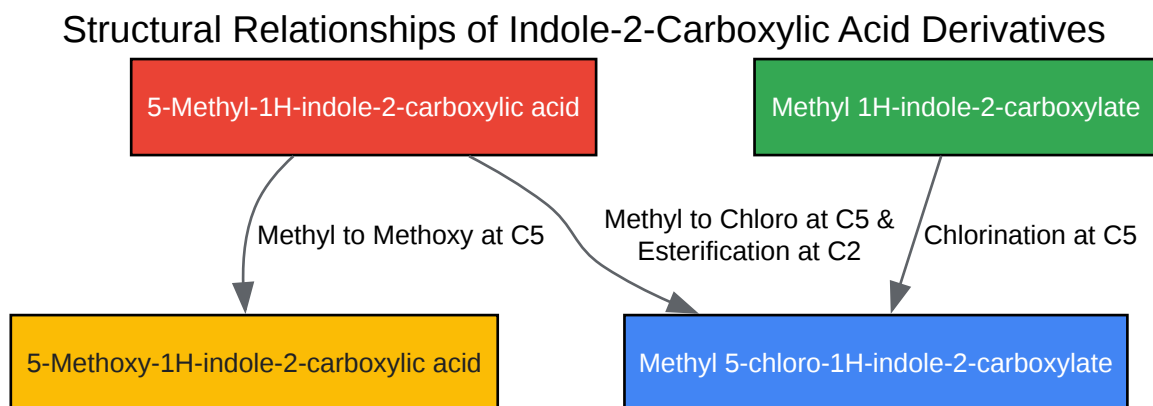 Structural Relationships of Indole-2-Carboxylic Acid Derivatives
5-Methyl-1H-indole-2-carboxylic acid
Methyl 1H-indole-2-carboxylate
Methyl to Methoxy at C5
Methyl to Chloro at C5 &
Esterification at C2
Chlorination at C5
5-Methoxy-1H-indole-2-carboxylic acid
Methyl 5-chloro-1H-indole-2-carboxylate